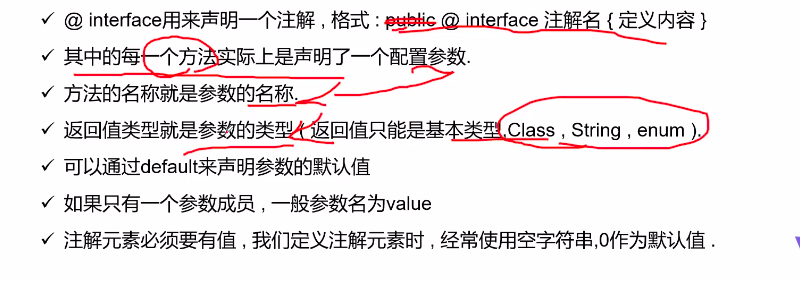 ✓ @ interface用来声明一个注解 , 格式 : public @ interface 注解名 { 定义内容 }
✓ 其中的每一个方法实际上是声明了一个配置参数.
✓ 方法的名称就是参数的名称.
✓ 返回值类型就是参数的类型 ( 返回值只能是基本类型,Class , String , enum ).
✓ 可以通过default来声明参数的默认值
✓ 如果只有一个参数成员 , 一般参数名为value
✓ 注解元素必须要有值 , 我们定义注解元素时 , 经常使用空字符串,0作为默认值 .